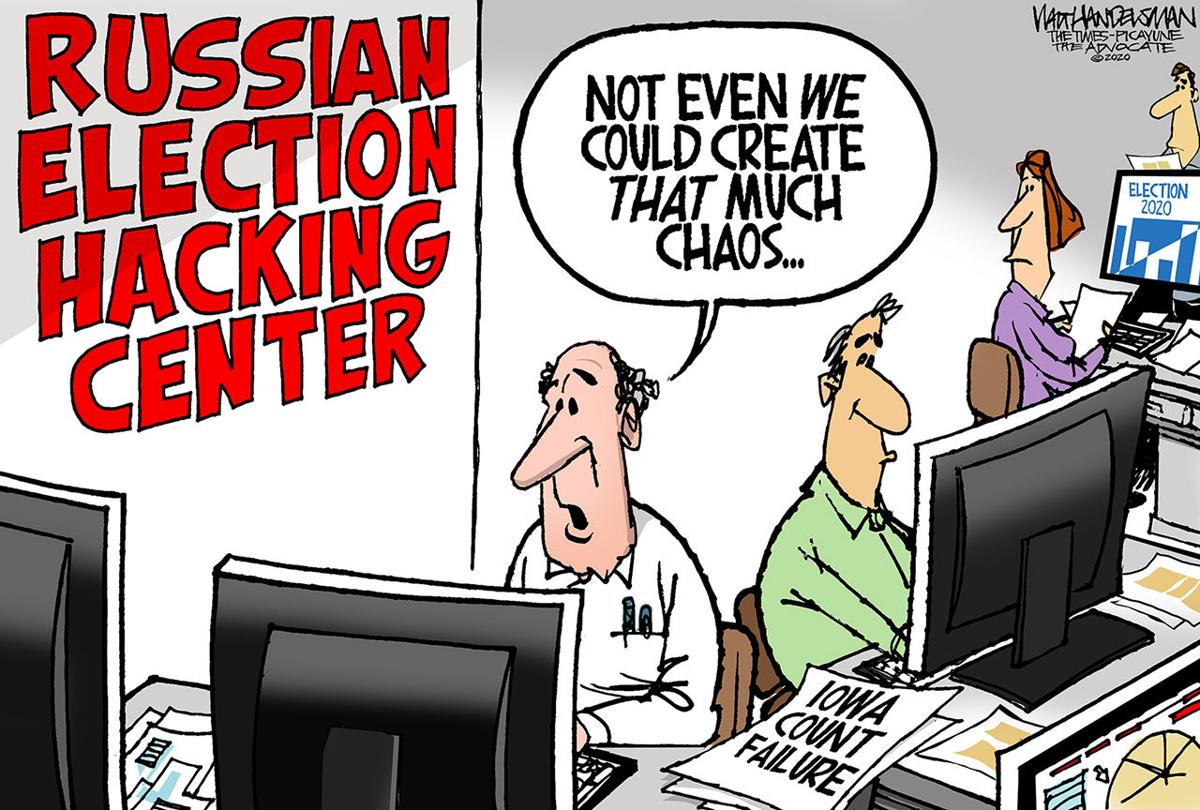 RUSSIAN
ELECTION
HACKING
CENTER
NOT EVEN WE
COULD CREATE
THAT MUCH
CHAOS...
WALT HANDELSMAN
THE TIMES-PICAYUNE
THE ADVOCATE
©2020
ELECTION
2020
IOWA
COUNT
FAILURE